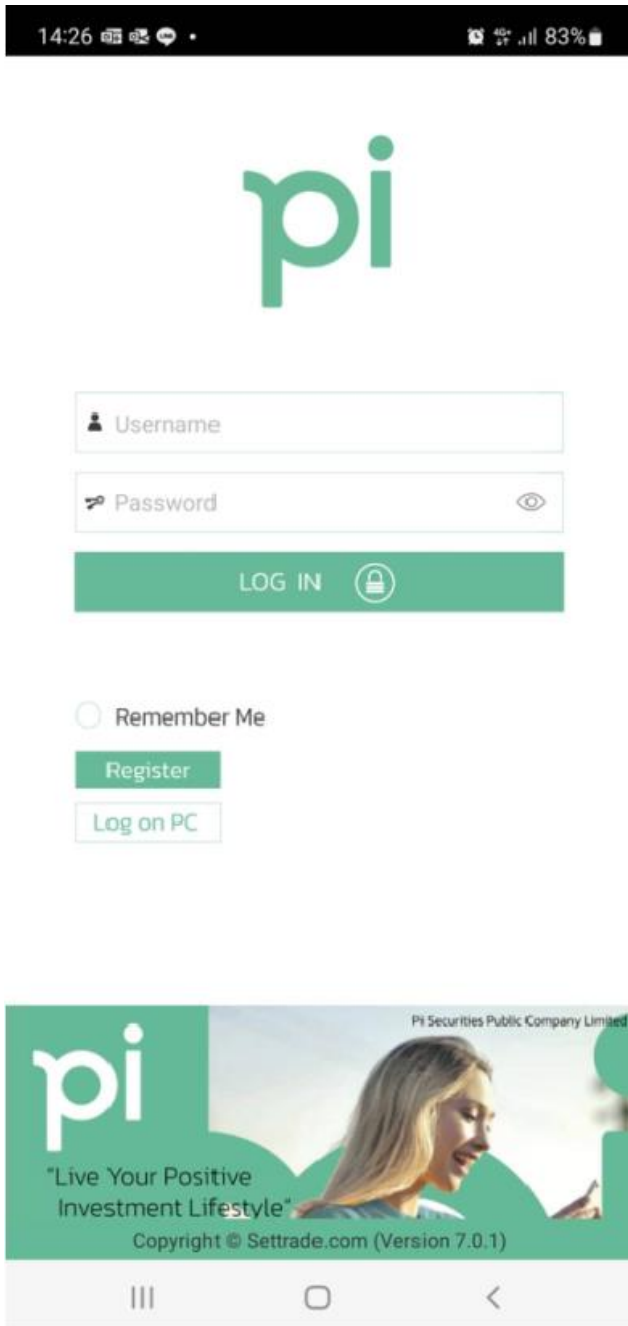 14:26
83%
pi
Username
Password
LOG IN
Remember Me
Register
Log on PC
Pi Securities Public Company Limited
pi
"Live Your Positive
Investment Lifestyle"
Copyright © Settrade.com (Version 7.0.1)